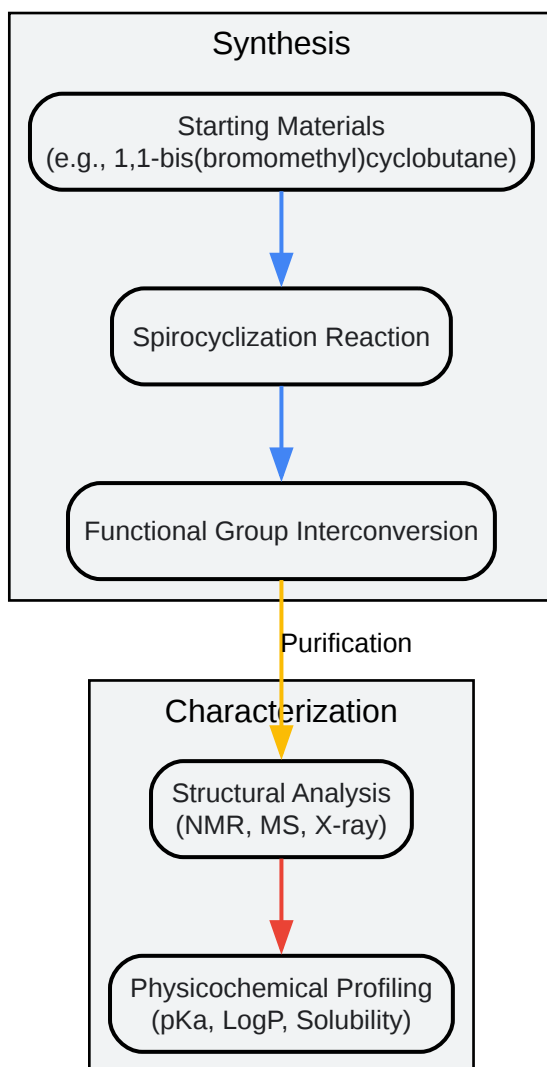 Synthesis
Starting Materials
(e.g., 1,1-bis(bromomethyl)cyclobutane)
Spirocyclization Reaction
Functional Group Interconversion
Purification
Characterization
Structural Analysis
(NMR, MS, X-ray)
Physicochemical Profiling
(pKa, LogP, Solubility)